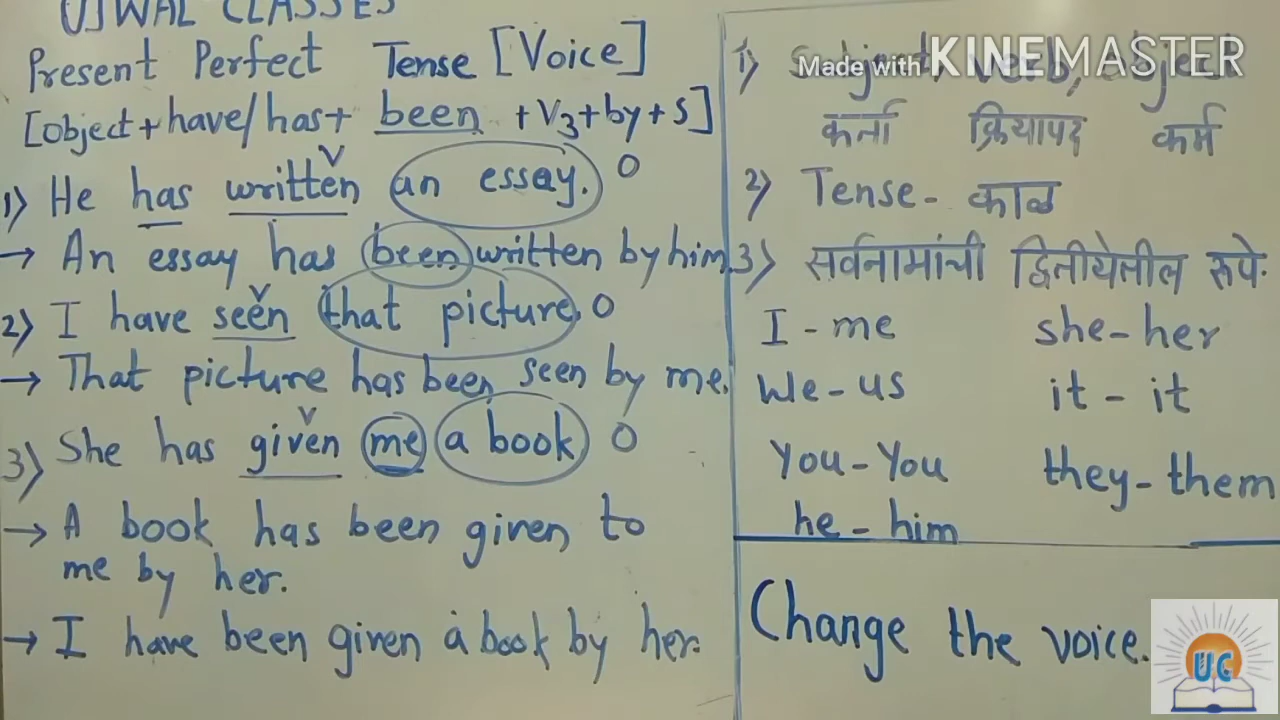 UJWAL CLASSES
Present Perfect Tense [Voice]
[object + have/has + been + V3 + by + S]
1) He has written an essay. O
V
→ An essay has been written by him.
2) I have seen that picture. O
V
→ That picture has been seen by me.
3) She has given me a book O
V
→ A book has been given to
me by her.
→ I have been given a book by her.
Made with KINEMASTER
1) subject, verb, object
कर्ता क्रियापद कर्म
2) Tense - काळ
3) सर्वनामांची द्वितीयेतील रूपे.
I - me she - her
We - us it - it
You - You they - them
he - him
Change the voice.
UC